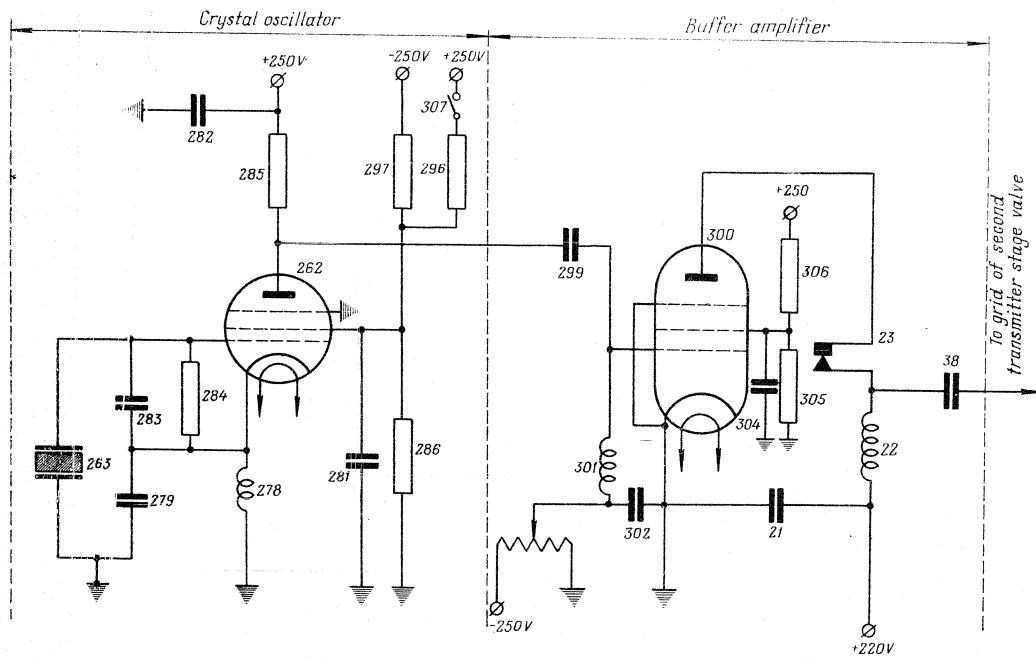 Crystal oscillator
Buffer amplifier
+250V
-250V
+250V
307
282
285
297
296
+250
300
262
299
306
To grid of second
transmitter stage valve
23
38
284
283
305
304
263
286
301
22
279
278
281
302
21
-250V
+220V